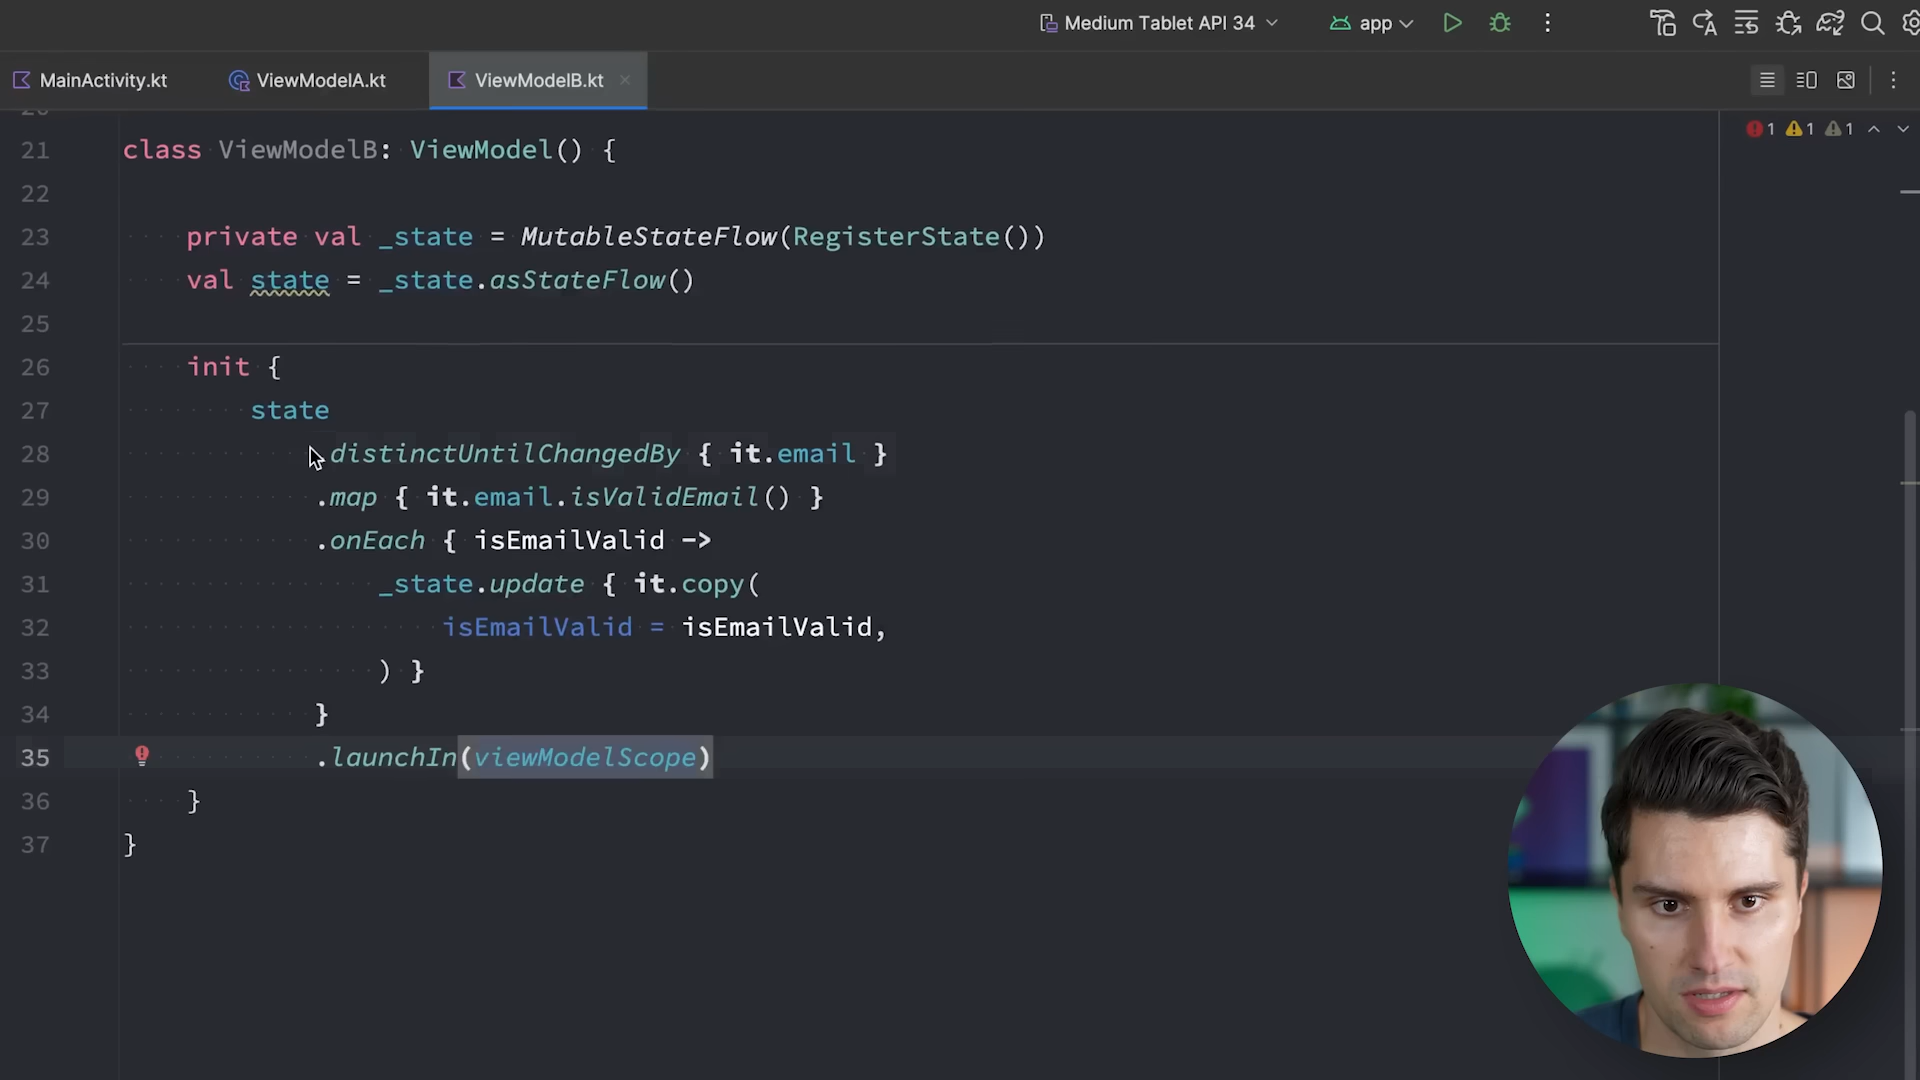 Medium Tablet API 34
app
MainActivity.kt
ViewModelA.kt
ViewModelB.kt
1 1 1
21 class ViewModelB: ViewModel() {
22
23 private val _state = MutableStateFlow(RegisterState())
24 val state = _state.asStateFlow()
25
26 init {
27 state
28 .distinctUntilChangedBy { it.email }
29 .map { it.email.isValidEmail() }
30 .onEach { isEmailValid ->
31 _state.update { it.copy(
32 isEmailValid = isEmailValid,
33 ) }
34 }
35 .launchIn(viewModelScope)
36 }
37 }